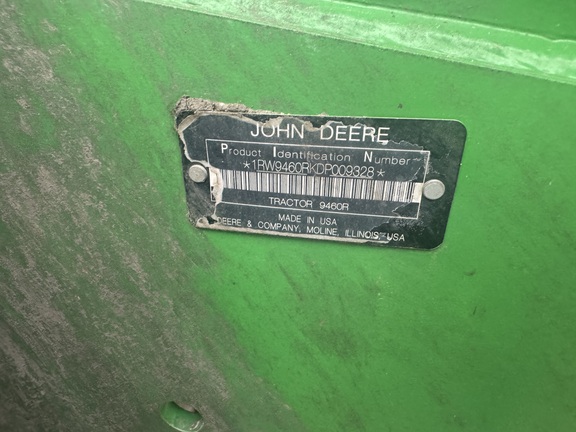 JOHN DEERE
Product Identification Number
*1RW9460RKDP009328*
TRACTOR 9460R
MADE IN USA
DEERE & COMPANY, MOLINE, ILLINOIS, USA